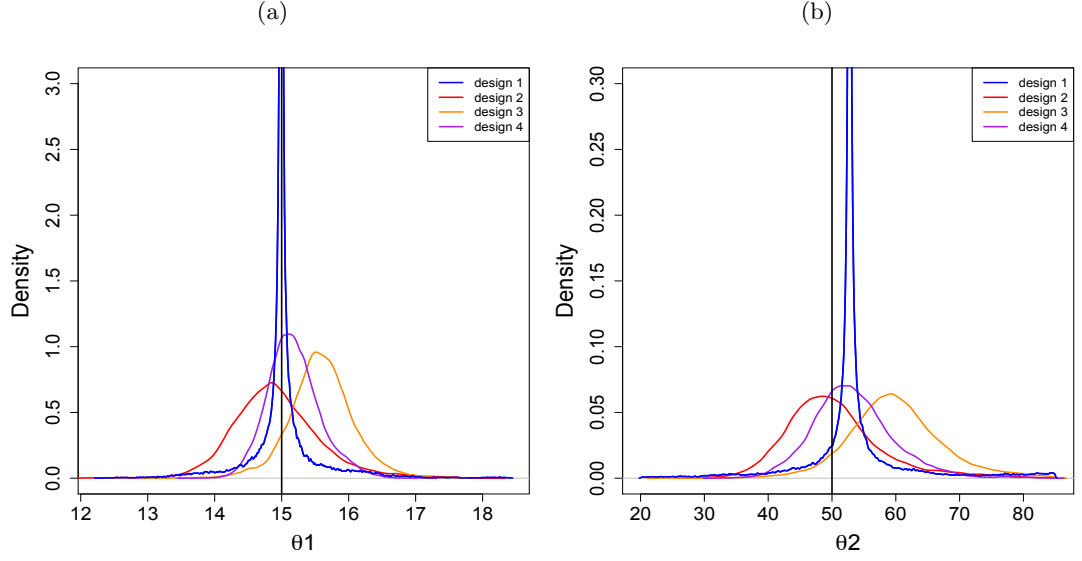 (a)
Density
3.0
2.5
2.0
1.5
1.0
0.5
0.0
12 13 14 15 16 17 18
θ1
design 1
design 2
design 3
design 4
(b)
Density
0.30
0.25
0.20
0.15
0.10
0.05
0.00
20 30 40 50 60 70 80
θ2
design 1
design 2
design 3
design 4